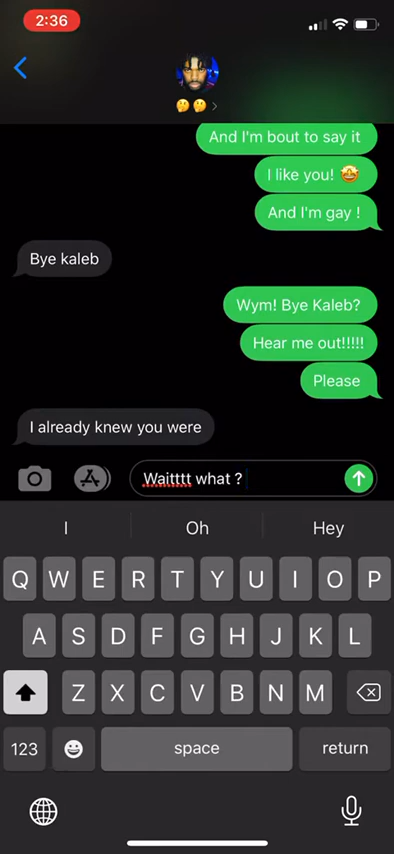 2:36
🤔🤔 >
And I'm bout to say it
I like you! 🤩
And I'm gay !
Bye kaleb
Wym! Bye Kaleb?
Hear me out!!!!!
Please
I already knew you were
Waitttt what ?
I Oh Hey
Q W E R T Y U I O P
A S D F G H J K L
Z X C V B N M
123 space return